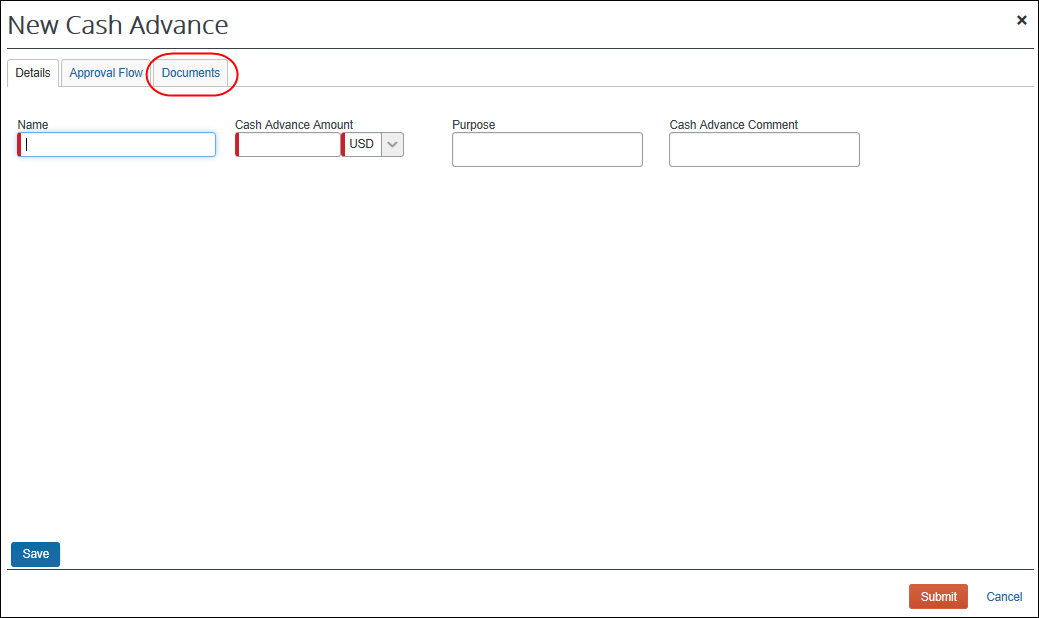 New Cash Advance
×
Details Approval Flow Documents
Name Cash Advance Amount Purpose Cash Advance Comment
USD
Save
Submit Cancel